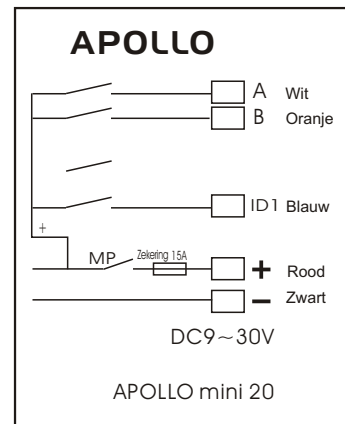 APOLLO
A Wit
B Oranje
ID1 Blauw
+
MP Zekering 15A + Rood
− Zwart
DC9~30V
APOLLO mini 20